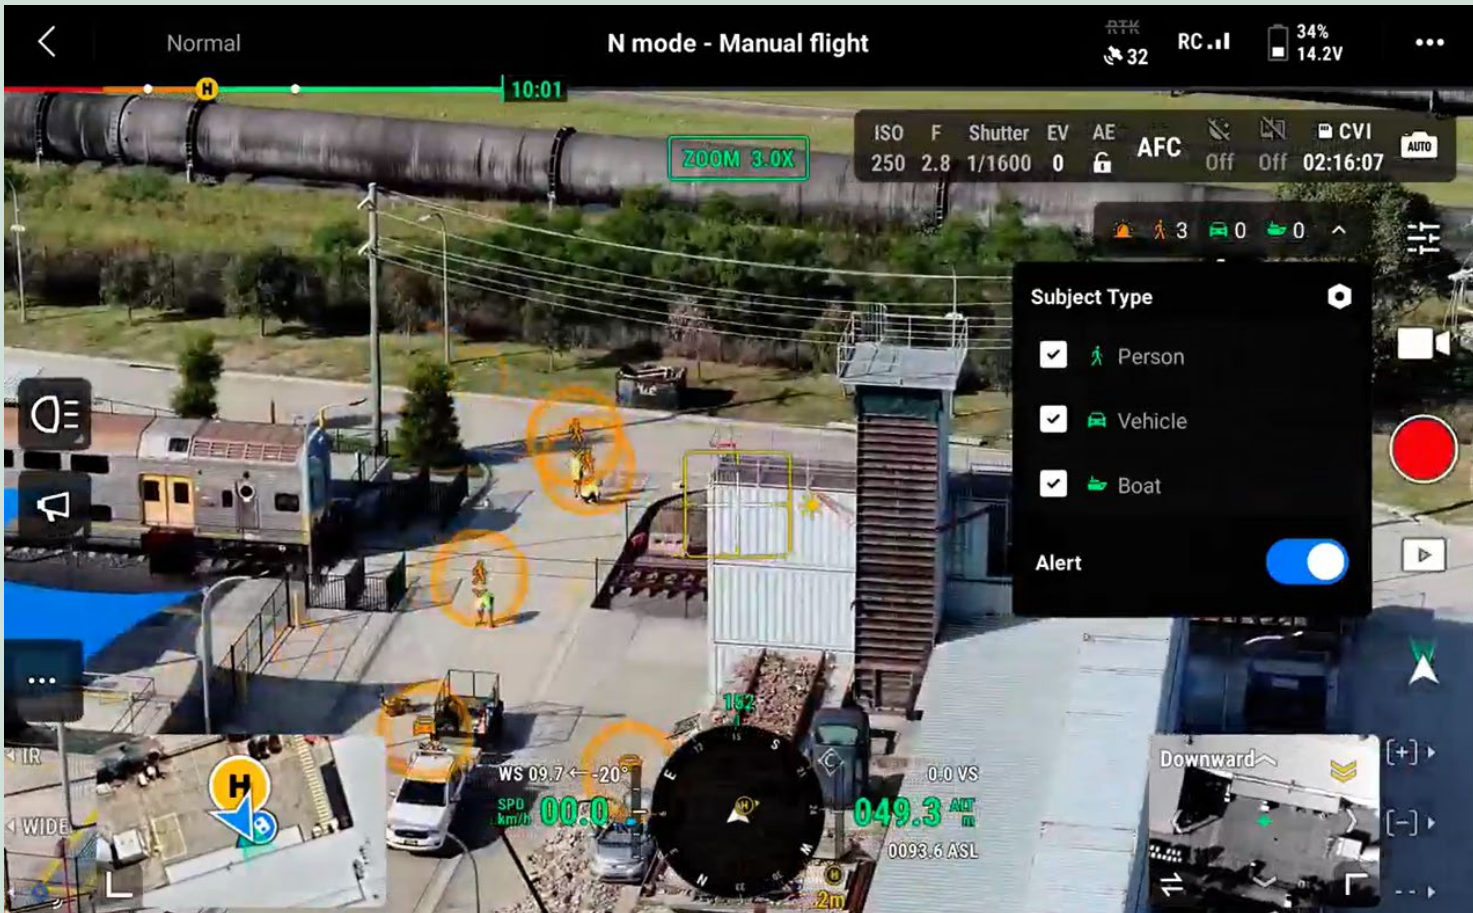 Normal
N mode - Manual flight
RTK
32
RC
34%
14.2V
H
10:01
ZOOM 3.0X
ISO F Shutter EV AE AFC CVI AUTO
250 2.8 1/1600 0 Off Off 02:16:07
3 0 0
Subject Type
Person
Vehicle
Boat
Alert
IR
WIDE
H
152
S
E
W
N
WS 09.7 ← -20°
SPD
km/h
00.0
0.0 VS
049.3 ALT
m
0093.6 ASL
H
2m
C
Downward
[+]
[-]
--